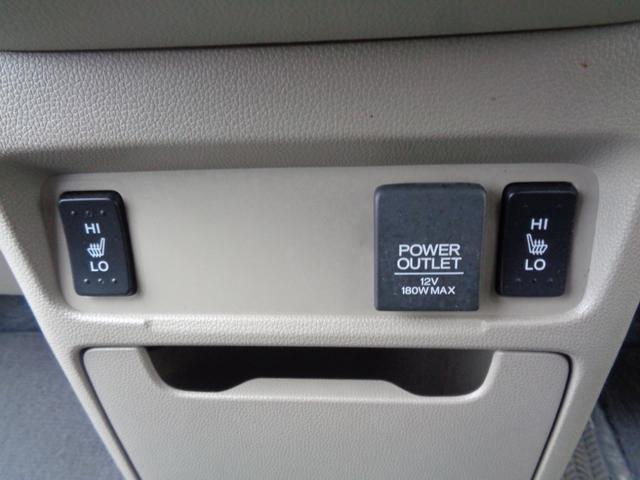 HI
LO
POWER
OUTLET
12V
180W MAX
HI
LO